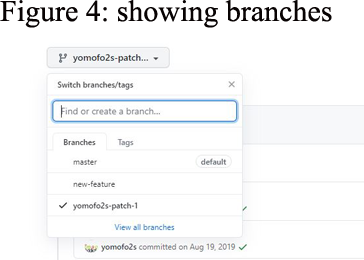 Figure 4: showing branches
yomofo2s-patch...
Switch branches/tags
Find or create a branch...
Branches Tags
master default
new-feature
yomofo2s-patch-1
View all branches
yomofo2s committed on Aug 19, 2019